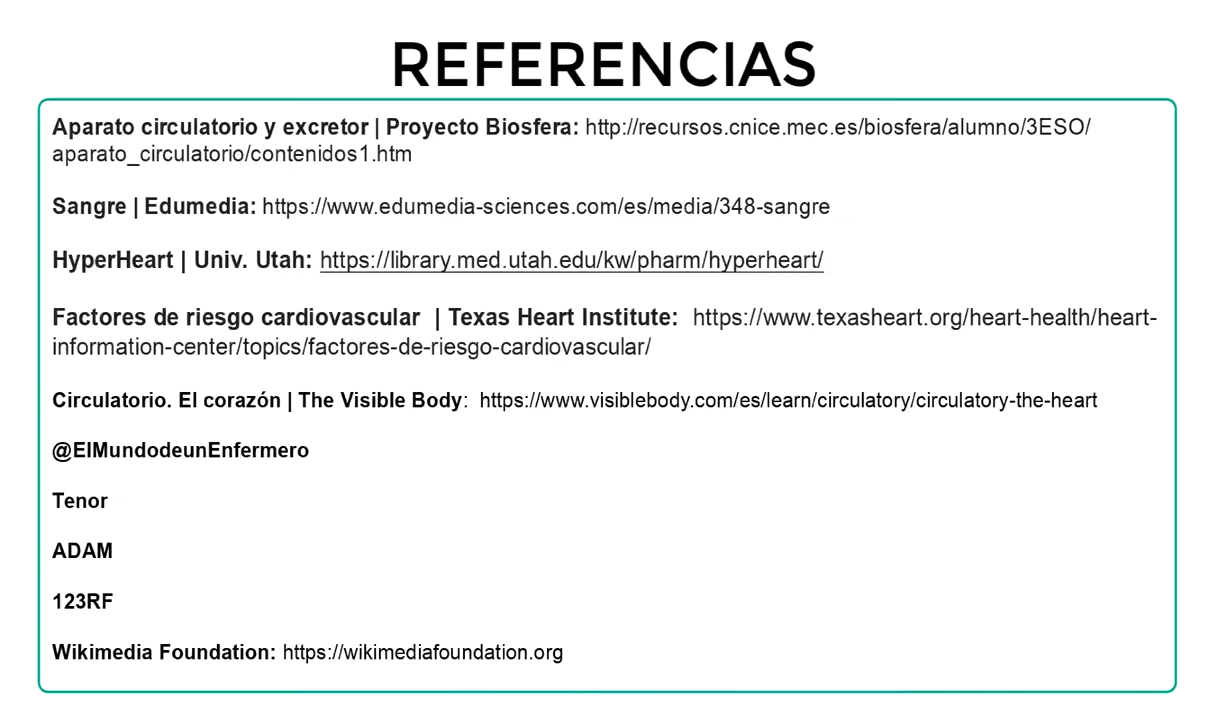 REFERENCIAS
Aparato circulatorio y excretor | Proyecto Biosfera: http://recursos.cnice.mec.es/biosfera/alumno/3ESO/
aparato_circulatorio/contenidos1.htm
Sangre | Edumedia: https://www.edumedia-sciences.com/es/media/348-sangre
HyperHeart | Univ. Utah: https://library.med.utah.edu/kw/pharm/hyperheart/
Factores de riesgo cardiovascular | Texas Heart Institute: https://www.texasheart.org/heart-health/heart-
information-center/topics/factores-de-riesgo-cardiovascular/
Circulatorio. El corazón | The Visible Body: https://www.visiblebody.com/es/learn/circulatory/circulatory-the-heart
@ElMundodeunEnfermero
Tenor
ADAM
123RF
Wikimedia Foundation: https://wikimediafoundation.org